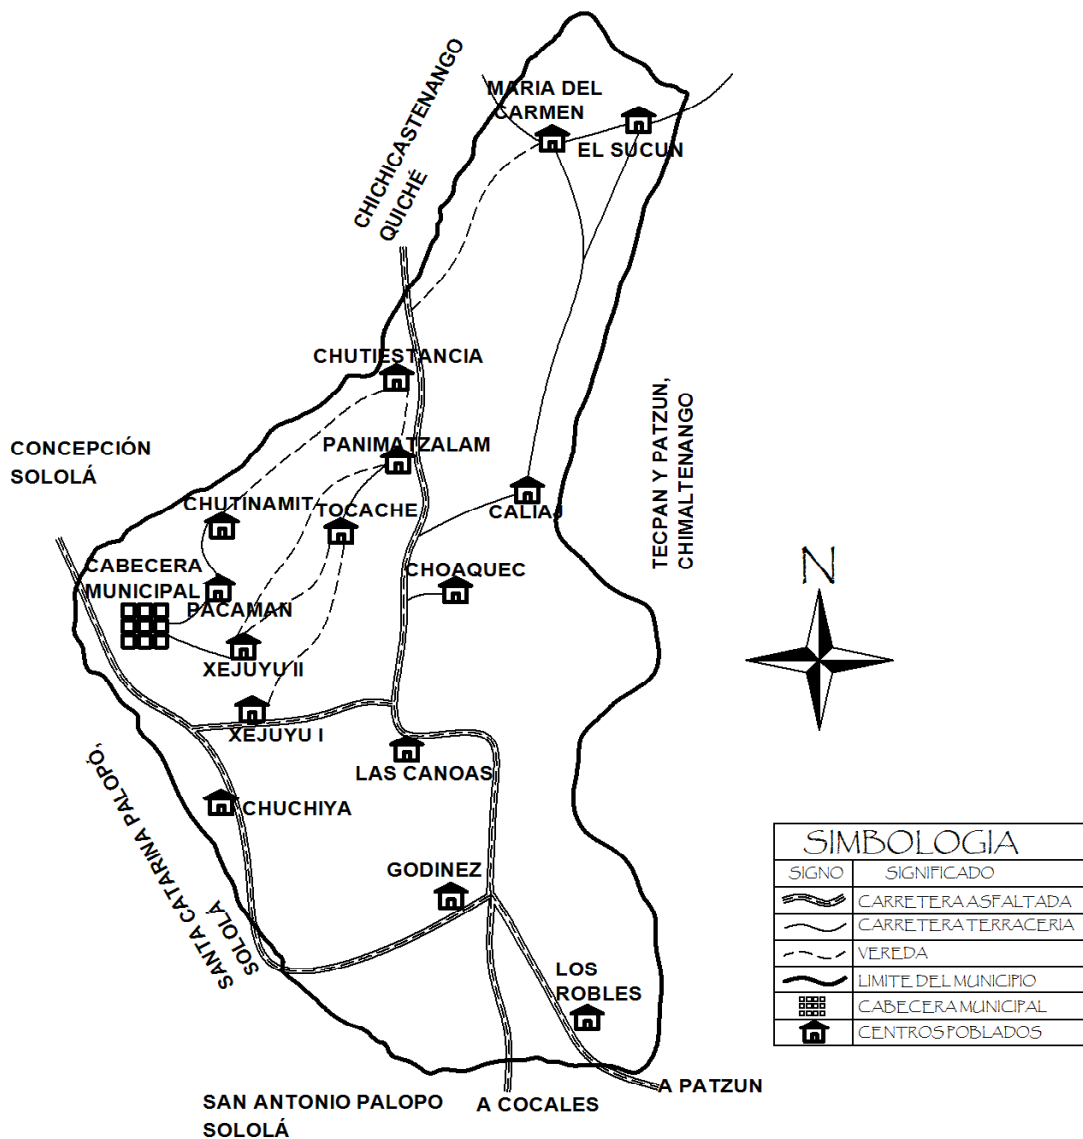 MARIA DEL
CARMEN
EL SUCUN
CHICHICASTENANGO
QUICHÉ
CHUTIESTANCIA
PANIMATZALAM
CONCEPCIÓN
SOLOLÁ
CHUTINAMIT
TOCACHE
CALIAJ
TECPAN Y PATZUN,
CHIMALTENANGO
CABECERA
MUNICIPAL
PACAMAN
CHOAQUEC
N
XEJUYU II
XEJUYU I
LAS CANOAS
SANTA CATARINA PALOPÓ,
SOLOLÁ
CHUCHIYA
GODINEZ
LOS
ROBLES
A PATZUN
A COCALES
SAN ANTONIO PALOPO
SOLOLÁ
SIMBOLOGIA
SIGNO SIGNIFICADO
CARRETERA ASFALTADA
CARRETERA TERRACERIA
VEREDA
LIMITE DEL MUNICIPIO
CABECERA MUNICIPAL
CENTROS POBLADOS